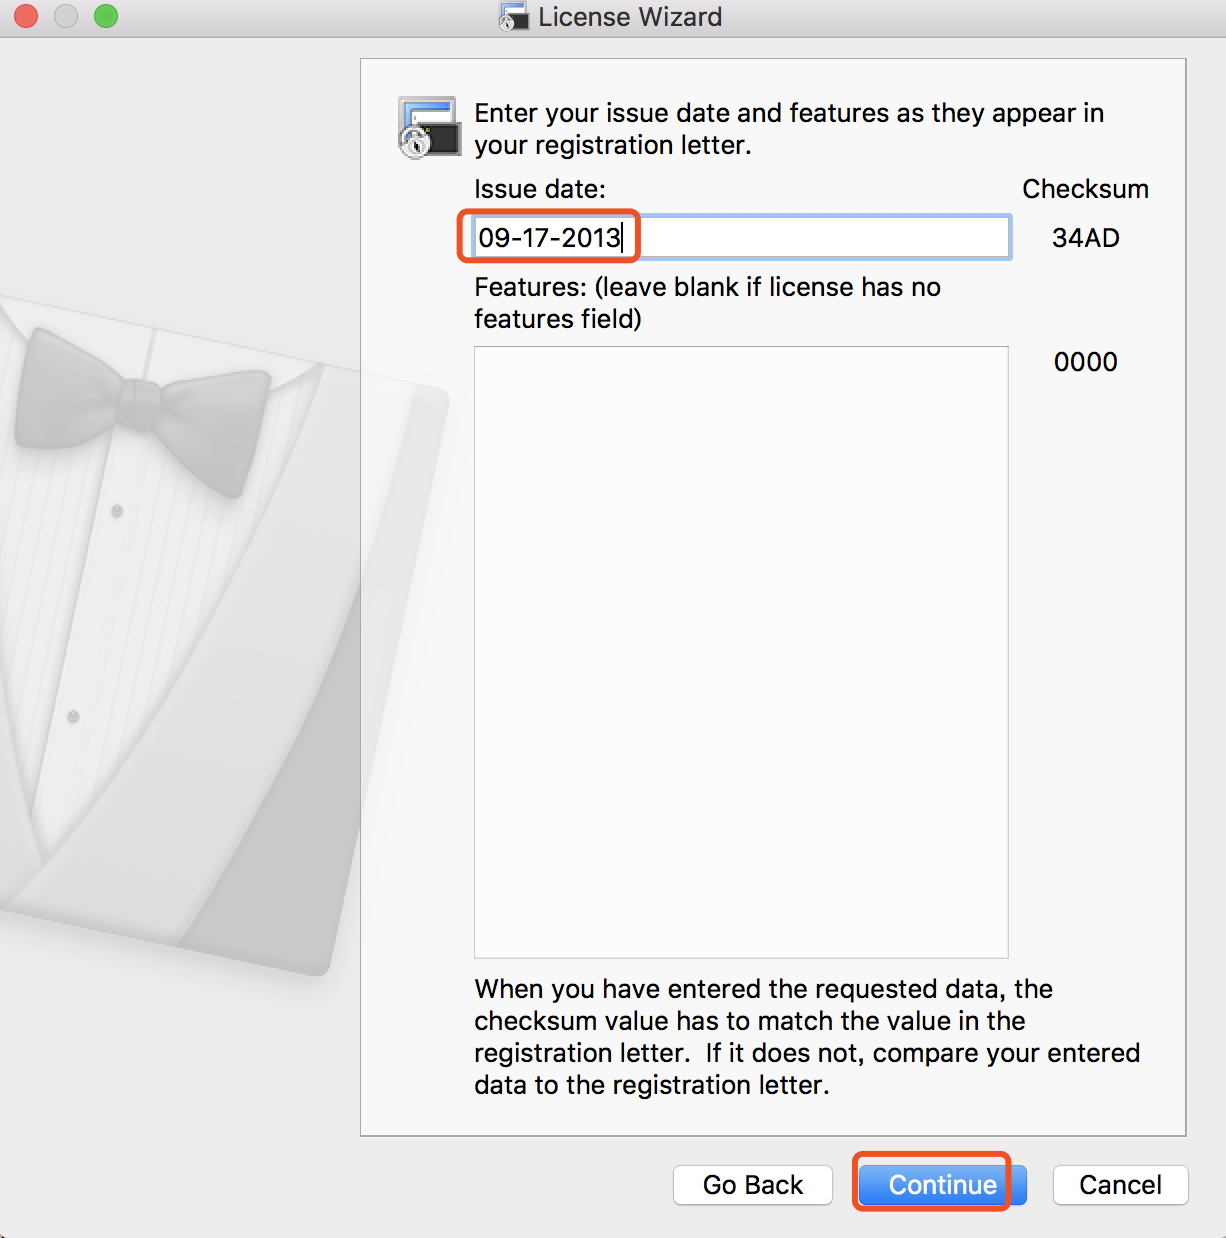 License Wizard
Enter your issue date and features as they appear in
your registration letter.
Issue date:
Checksum
09-17-2013
34AD
Features: (leave blank if license has no
features field)
0000
When you have entered the requested data, the
checksum value has to match the value in the
registration letter.  If it does not, compare your entered
data to the registration letter.
Go Back
Continue
Cancel